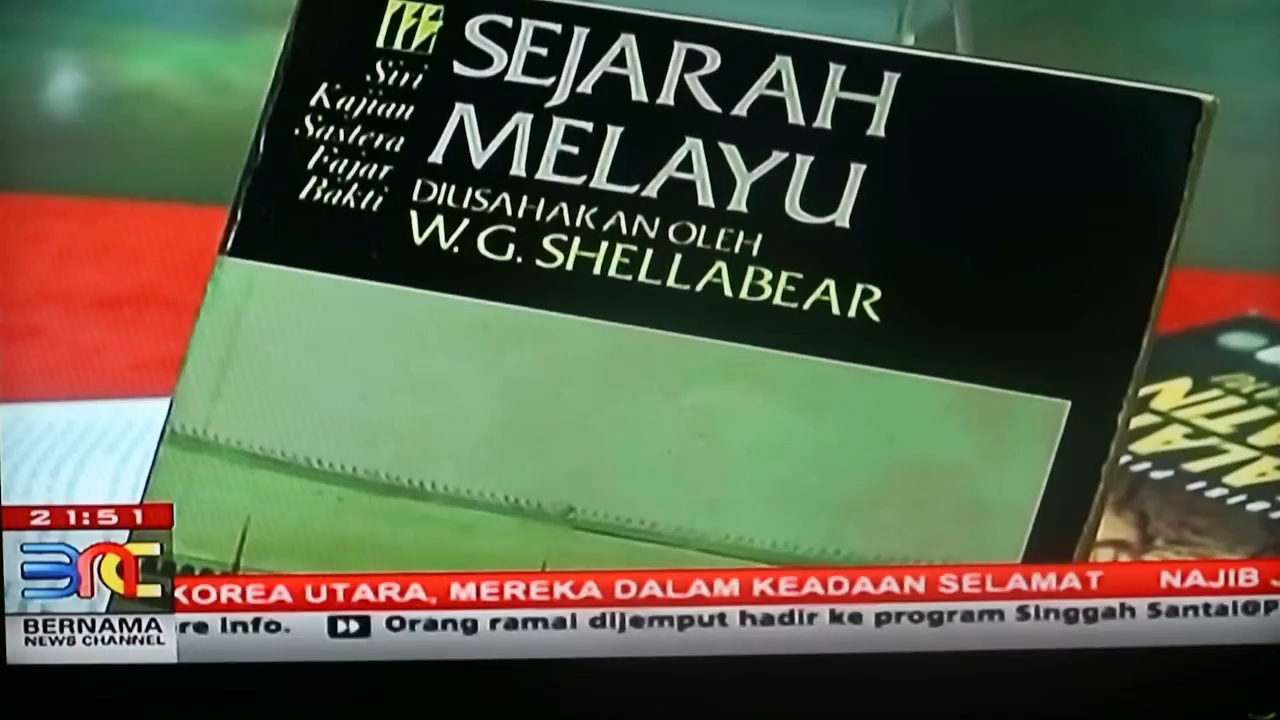 SEJARAH
MELAYU
DIUSAHAKAN OLEH
W. G. SHELLABEAR
Siri
Kajian
Sastera
Fajar
Bakti
21:51
BNC
BERNAMA
NEWS CHANNEL
KOREA UTARA, MEREKA DALAM KEADAAN SELAMAT NAJIB
re Info. Orang ramai dijemput hadir ke program Singgah Santai@P